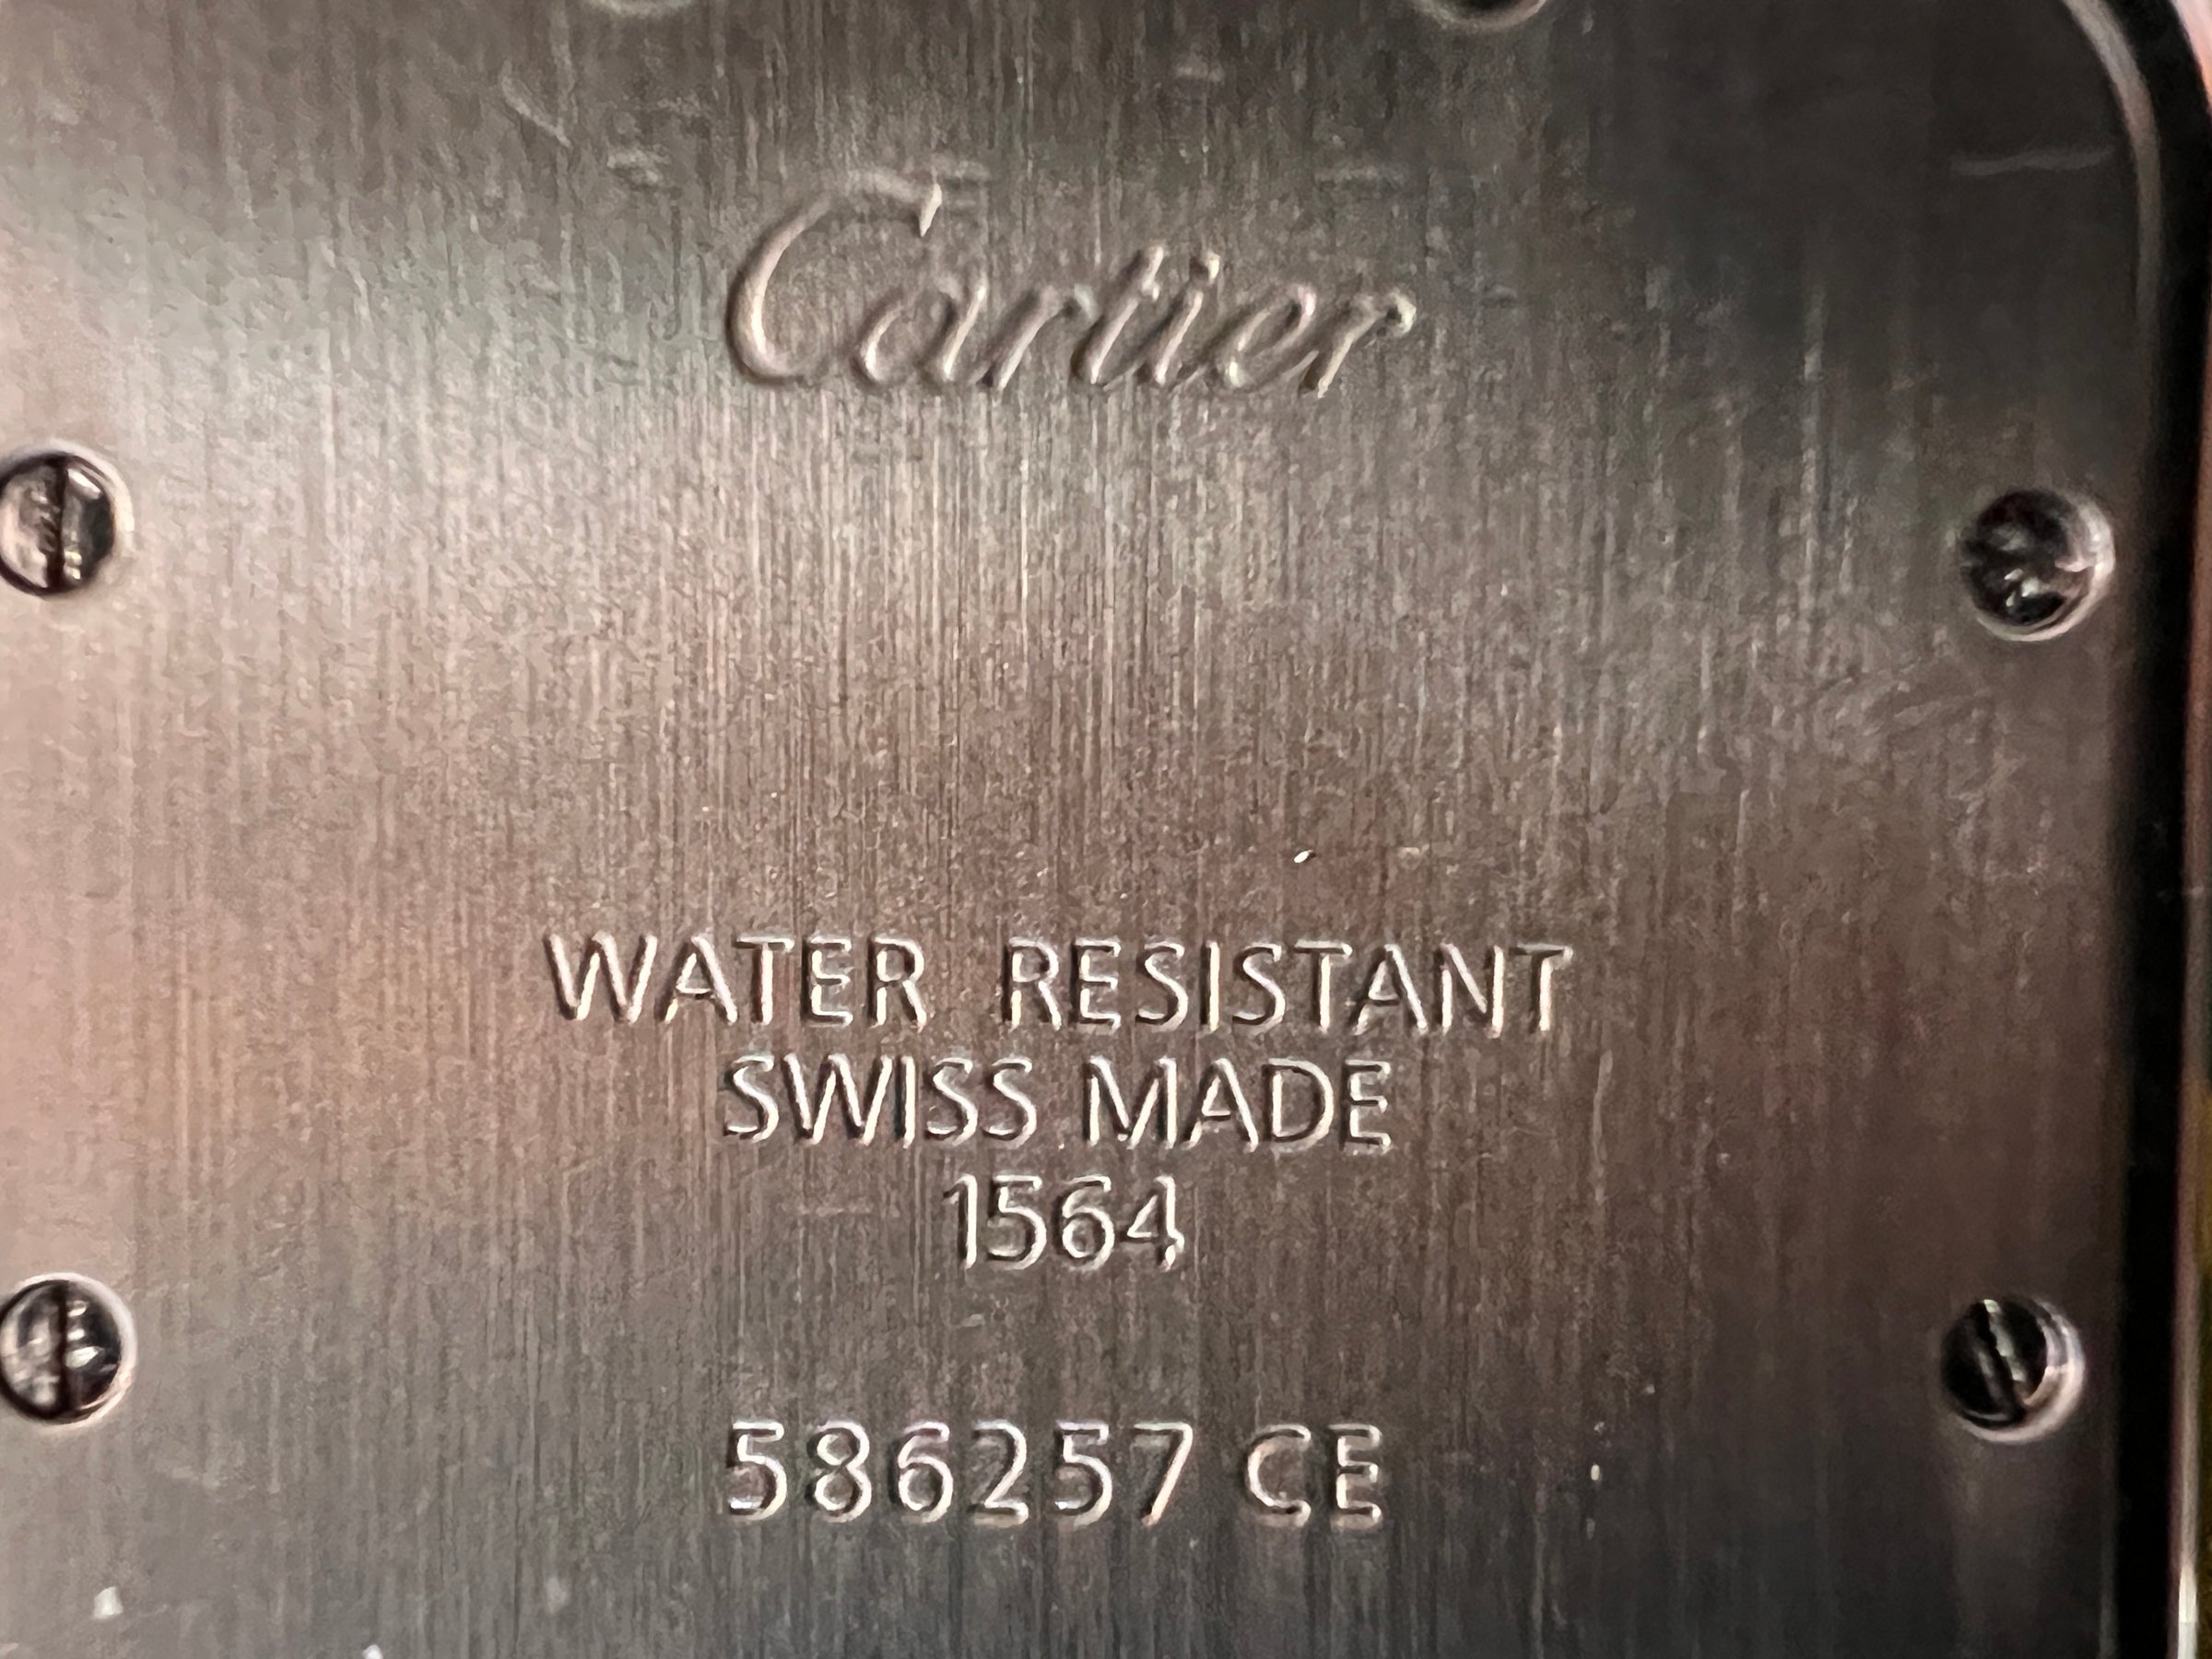 Cartier
WATER RESISTANT
SWISS MADE
1564
586257 CE